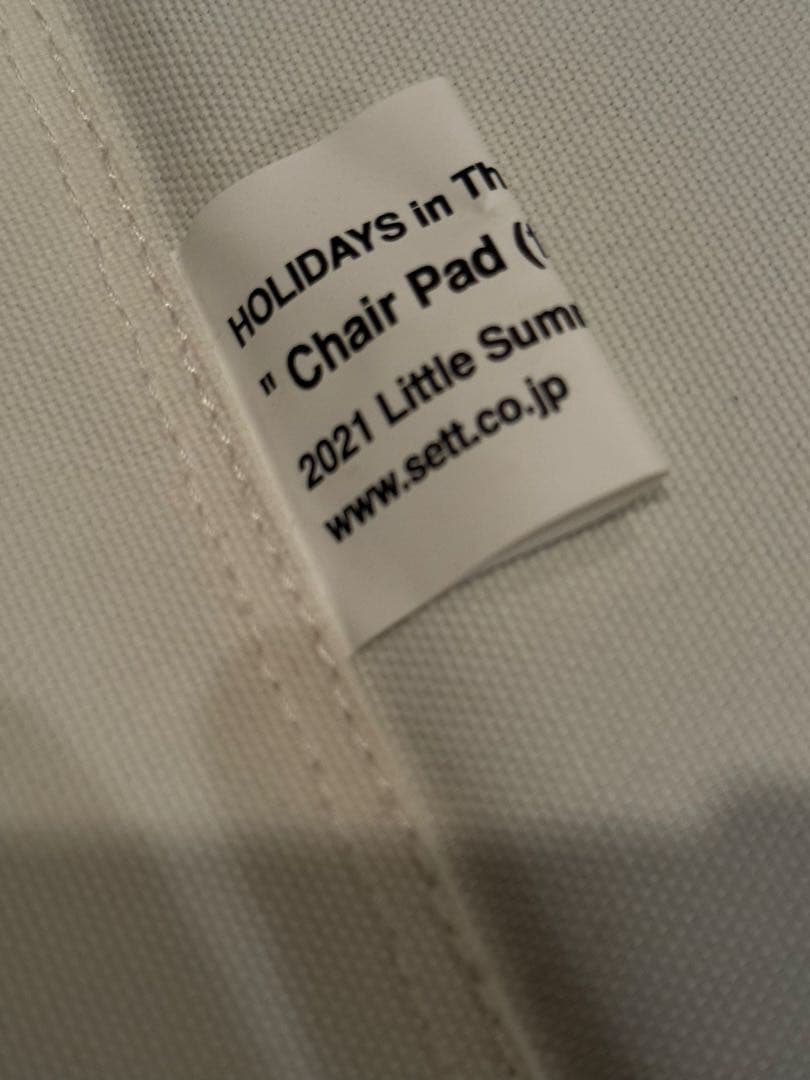 HOLIDAYS in Th
" Chair Pad (
2021 Little Sum
www.sett.co.jp